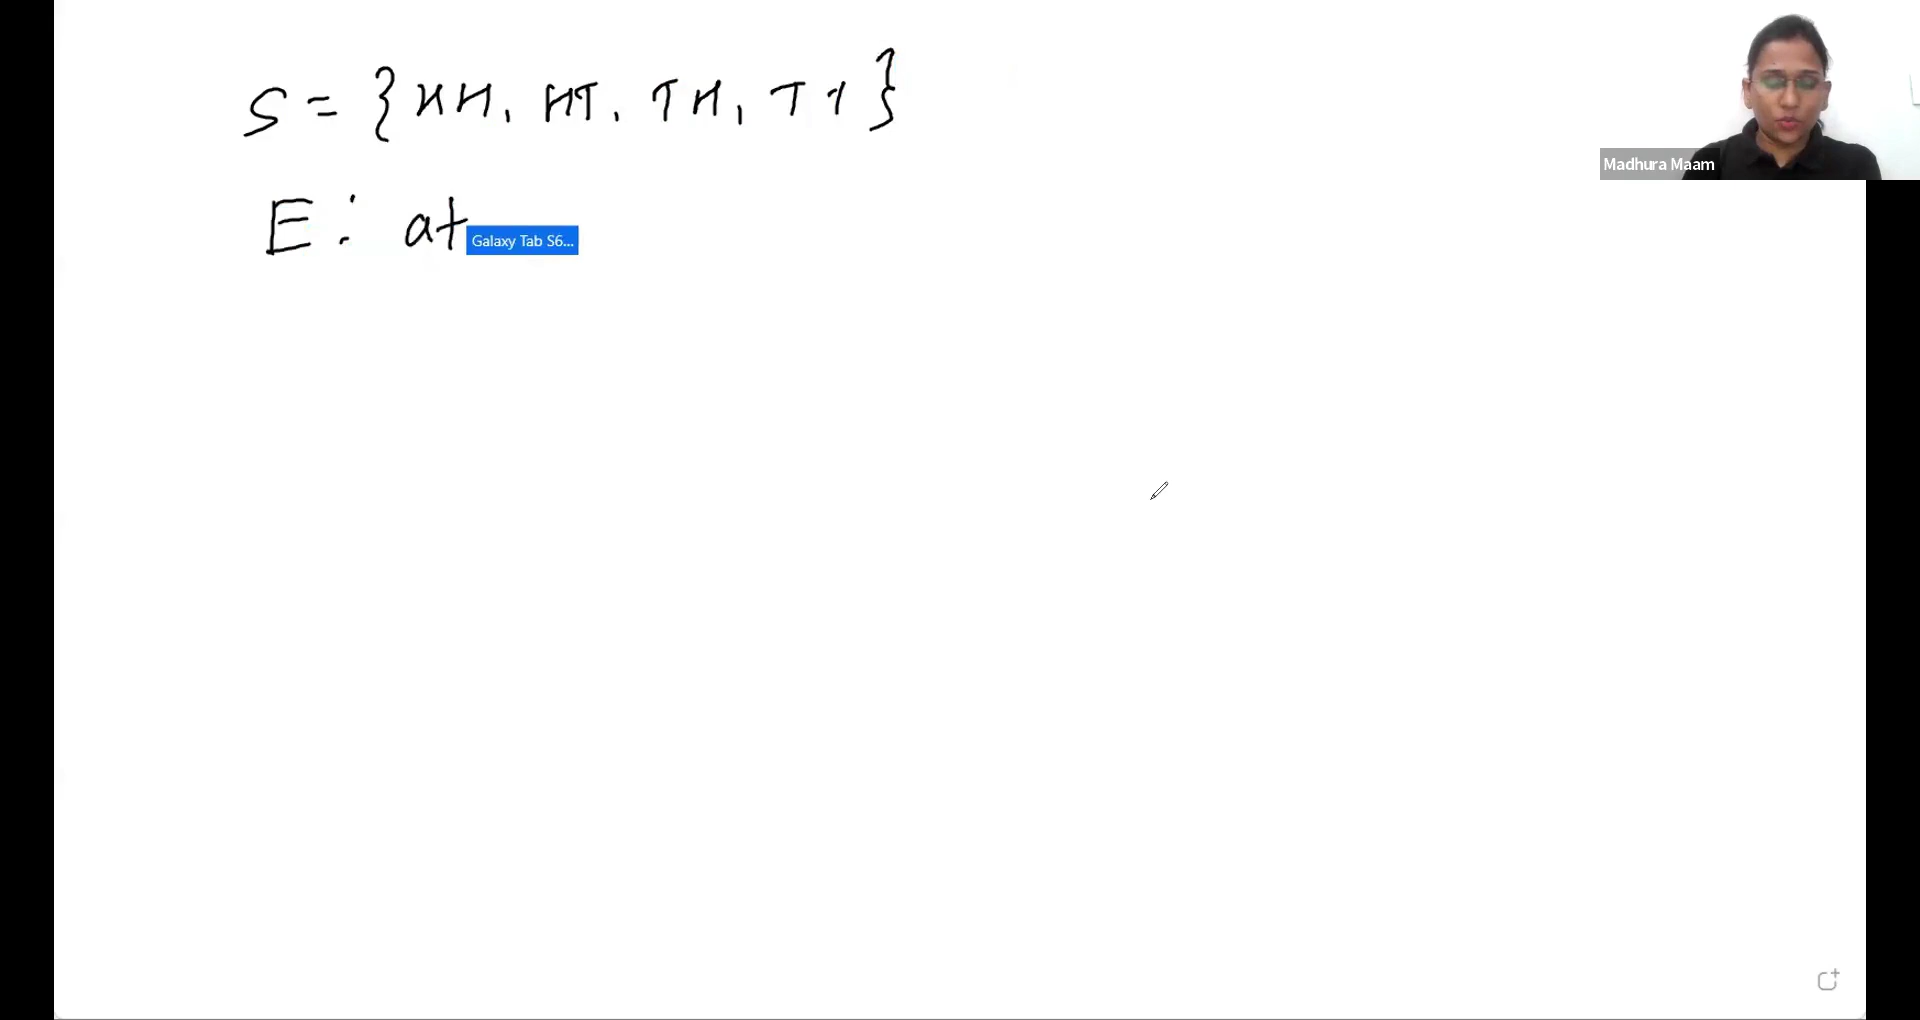 S = {HH, HT, TH, TT}
E : at
Galaxy Tab S6...
Madhura Maam